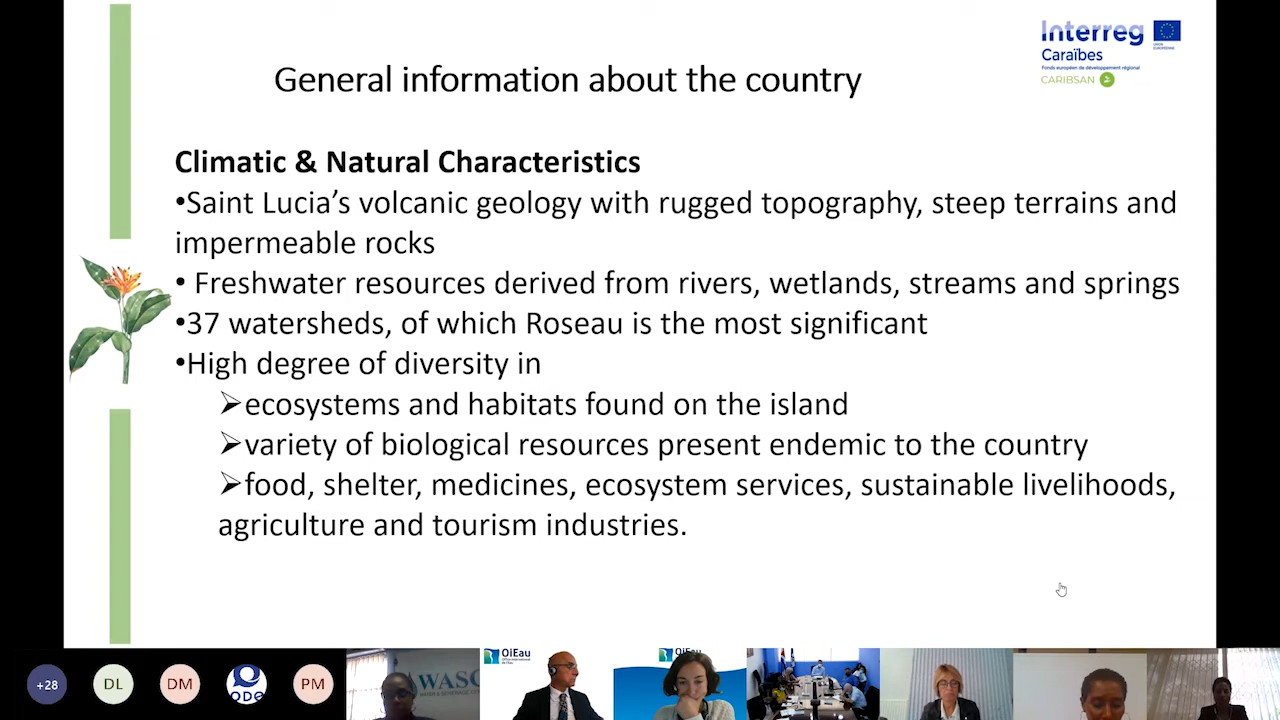 Interreg
UNION EUROPÉENNE
Caraïbes
Fonds européen de développement régional
CARIBSAN
General information about the country
Climatic & Natural Characteristics
•Saint Lucia’s volcanic geology with rugged topography, steep terrains and
impermeable rocks
• Freshwater resources derived from rivers, wetlands, streams and springs
•37 watersheds, of which Roseau is the most significant
•High degree of diversity in
➢ecosystems and habitats found on the island
➢variety of biological resources present endemic to the country
➢food, shelter, medicines, ecosystem services, sustainable livelihoods,
agriculture and tourism industries.
+28
DL
DM
PM
WASC
OiEau
OiEau